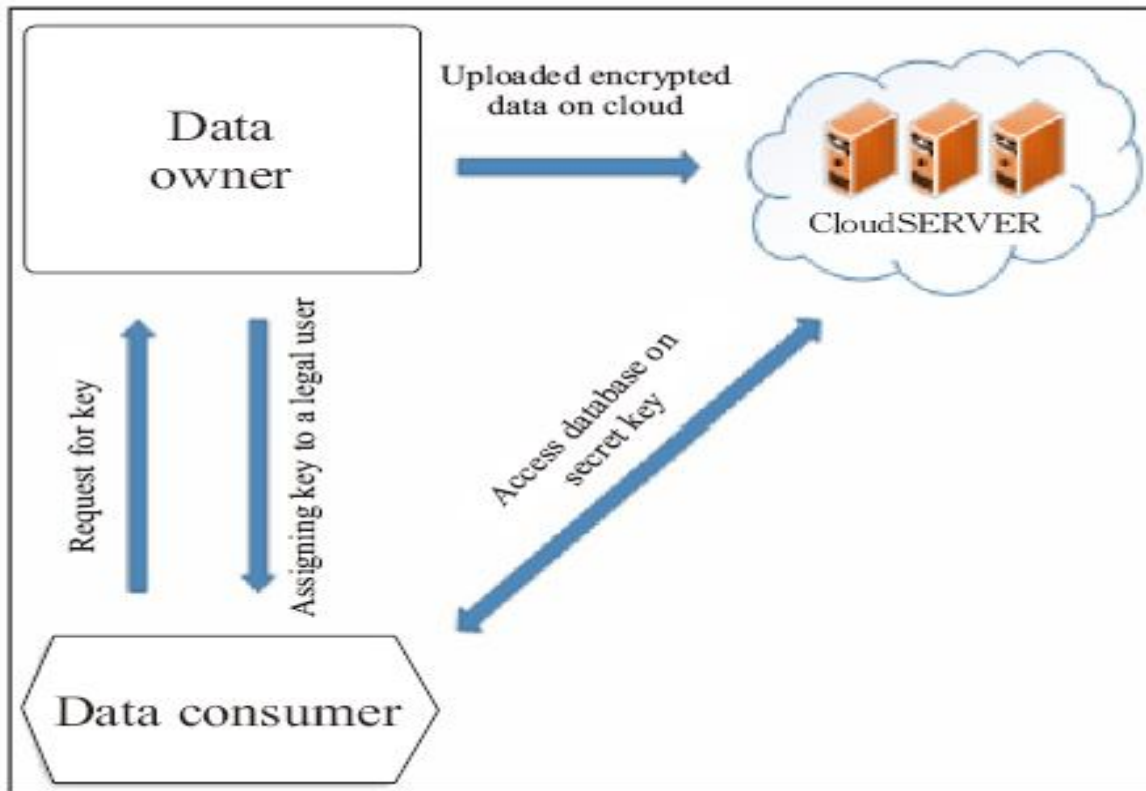 Data
owner
Uploaded encrypted
data on cloud
CloudSERVER
Request for key
Assigning key to a legal user
Access database on
secret key
Data consumer